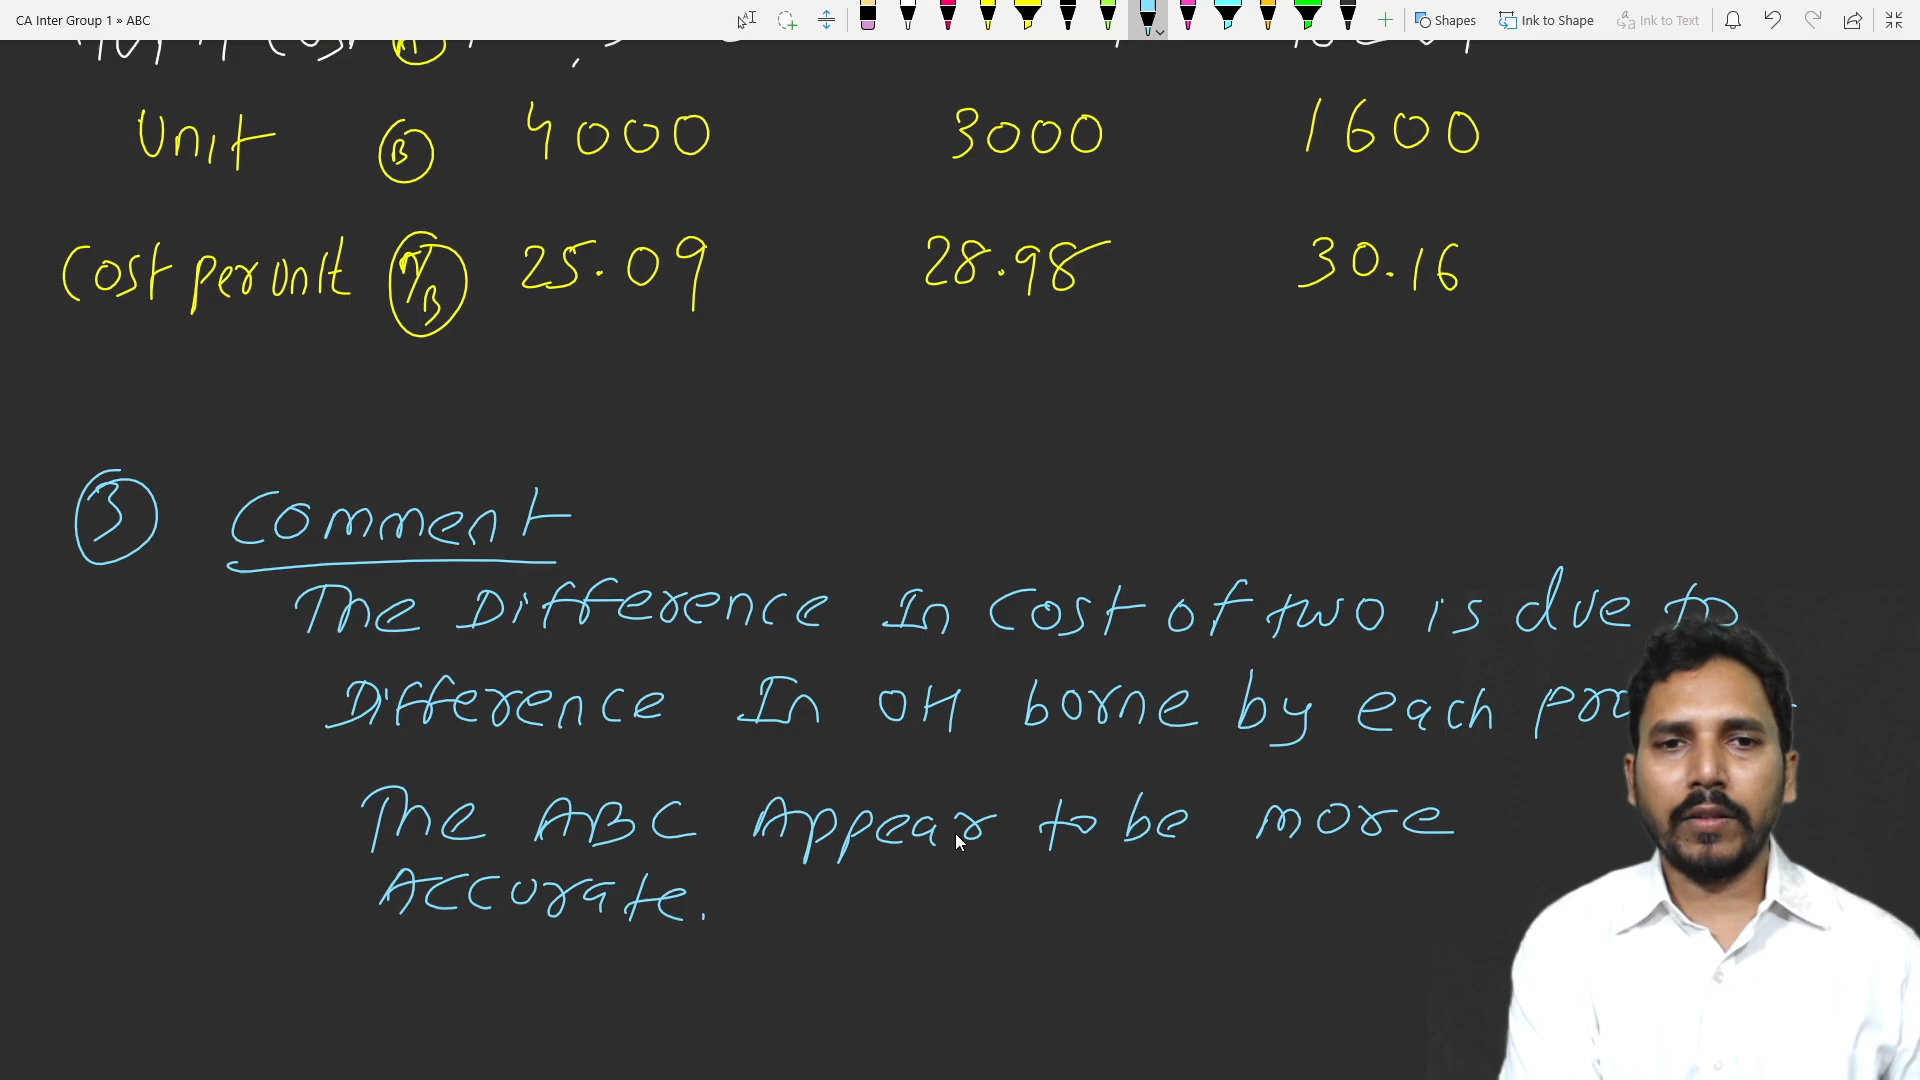 CA Inter Group 1 » ABC
Shapes Ink to Shape Ink to Text
Unit B 4000 3000 1600
Cost per unit A/B 25.09 28.98 30.16
3 Comment
The Difference In Cost of two is due to
Difference In OH borne by each
The ABC Appear to be more
Accurate.